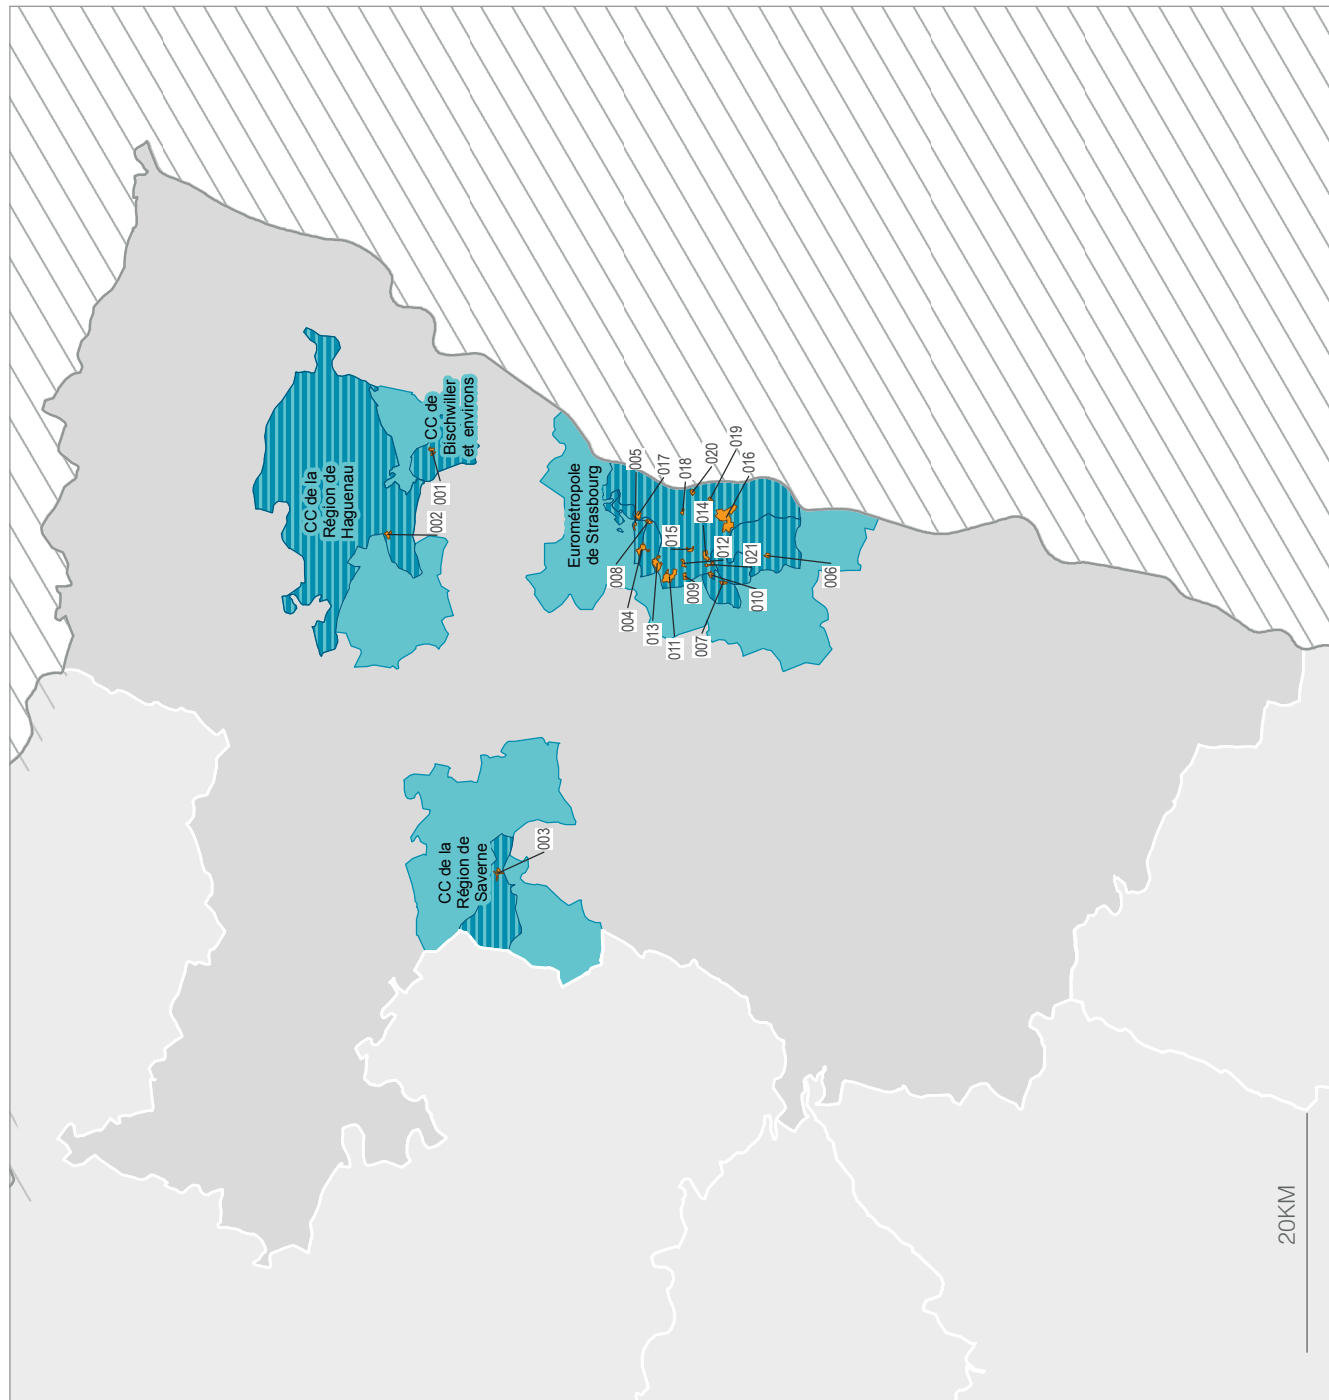 CC de la
Région de
Haguenau
CC de
Bischwiller
et environs
002
001
Eurométropole
de Strasbourg
005
017
018
020
019
016
014
015
012
021
008
004
013
011
009
007
010
006
CC de la
Région de
Saverne
003
20KM